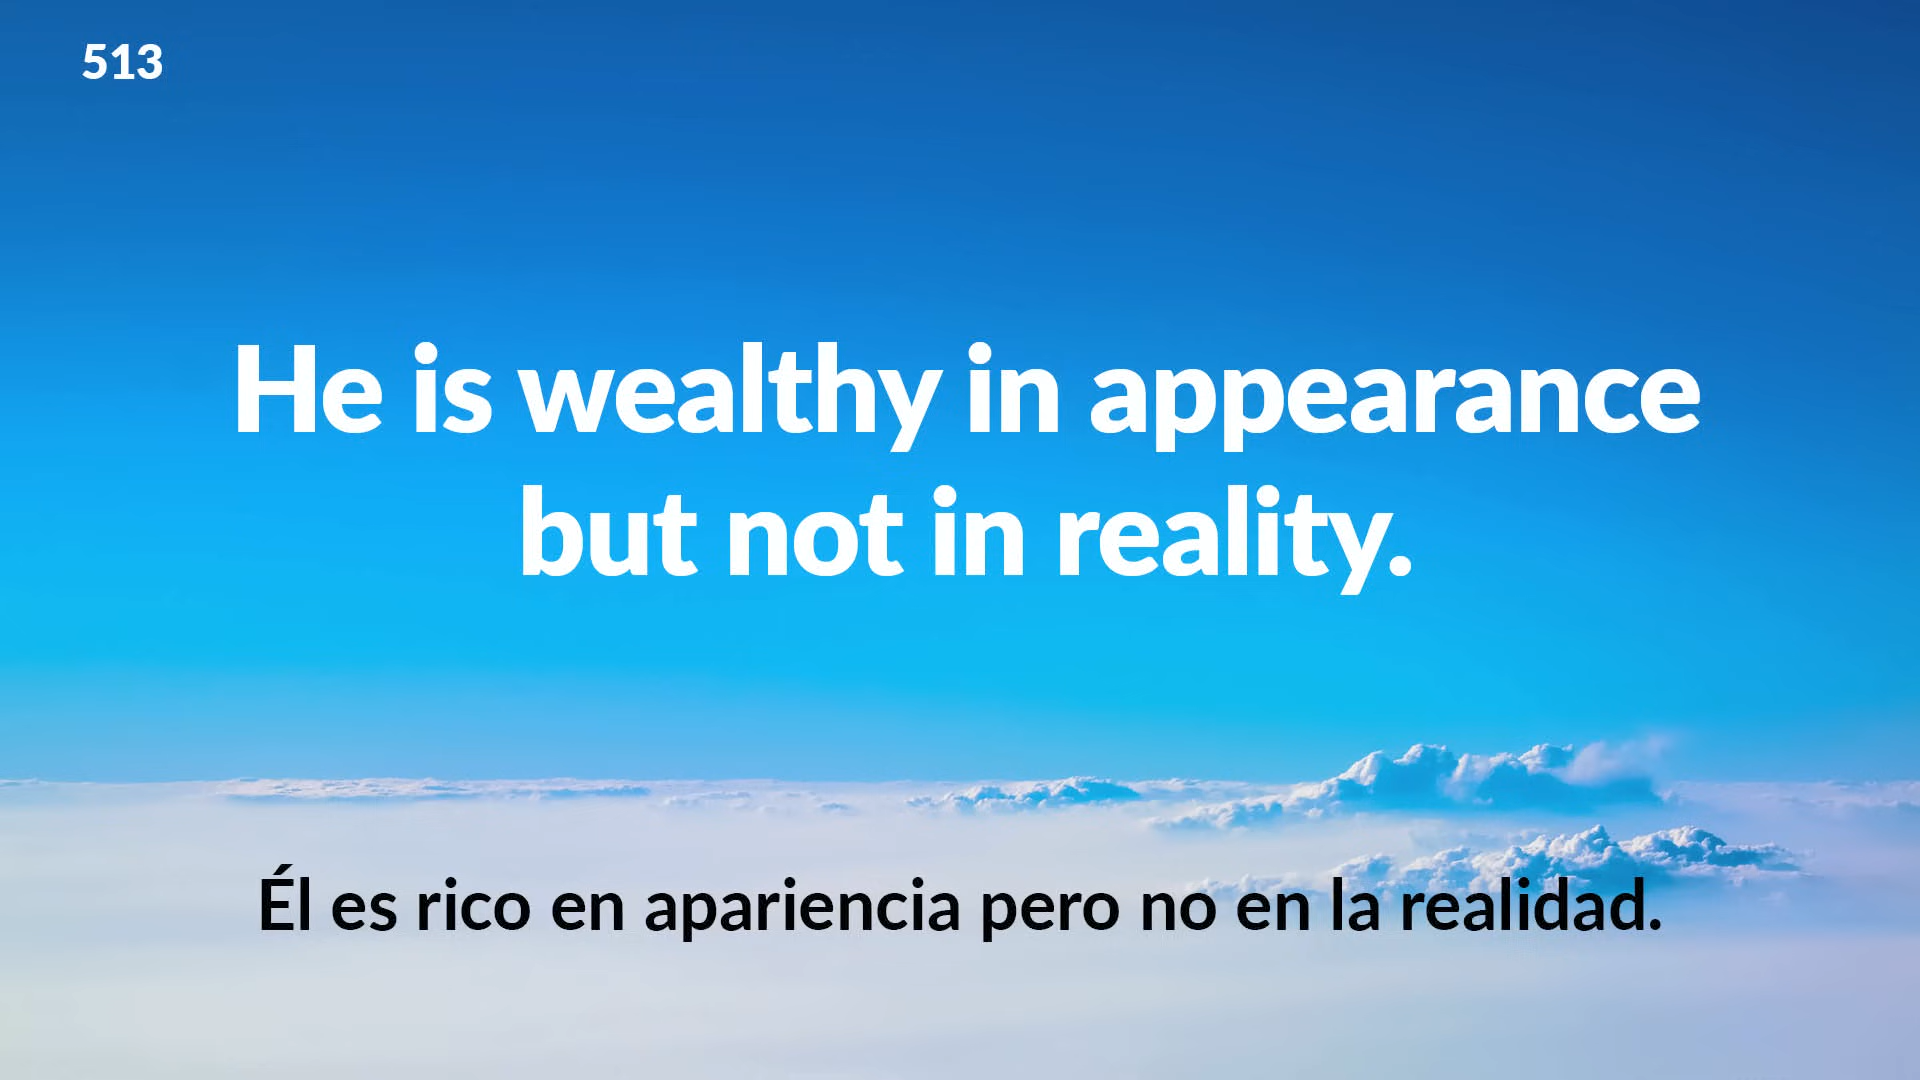 513
He is wealthy in appearance
but not in reality.
Él es rico en apariencia pero no en la realidad.